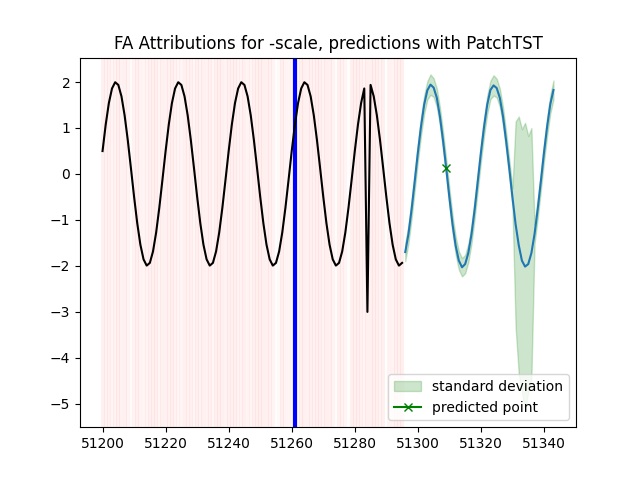 FA Attributions for -scale, predictions with PatchTST
2
1
0
−1
−2
−3
−4
−5
standard deviation
predicted point
51200 51220 51240 51260 51280 51300 51320 51340